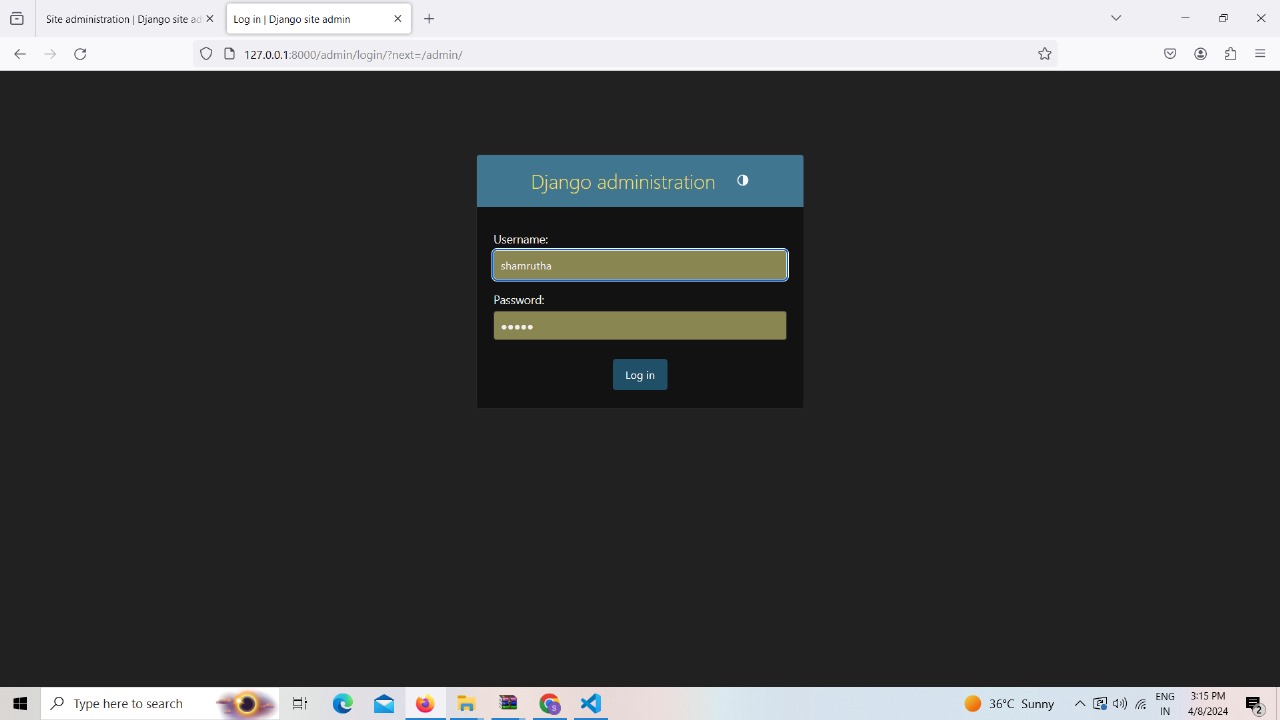 Site administration | Django site ad
Log in | Django site admin
127.0.0.1:8000/admin/login/?next=/admin/
Django administration
Username:
shamrutha
Password:
•••••
Log in
Type here to search
S
36°C Sunny
ENG
IN
3:15 PM
4/8/2024
2